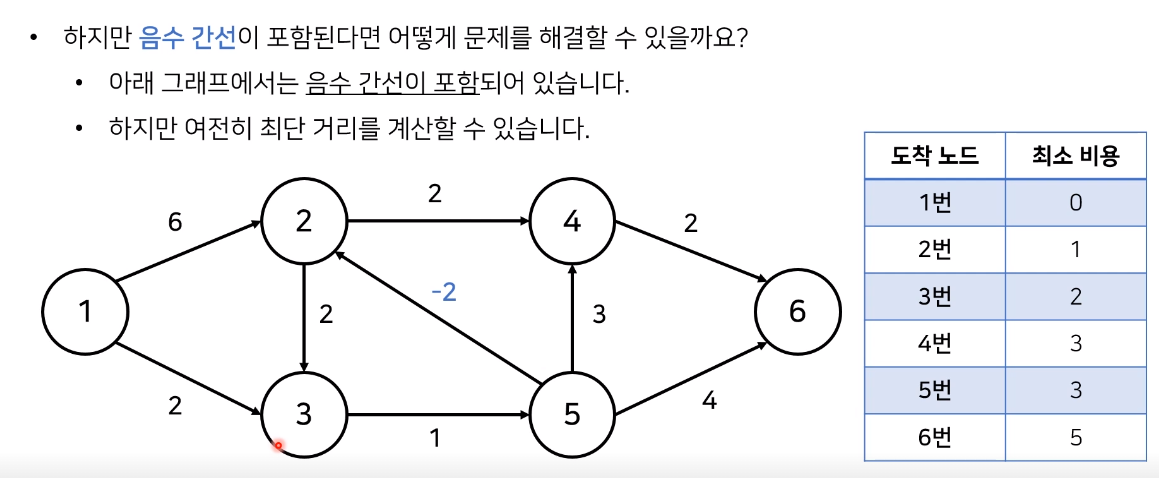 • 하지만 음수 간선이 포함된다면 어떻게 문제를 해결할 수 있을까요?
• 아래 그래프에서는 음수 간선이 포함되어 있습니다.
• 하지만 여전히 최단 거리를 계산할 수 있습니다.
6
2
2
4
2
1
2
-2
3
6
2
3
1
5
4
도착 노드 최소 비용
1번 0
2번 1
3번 2
4번 3
5번 3
6번 5